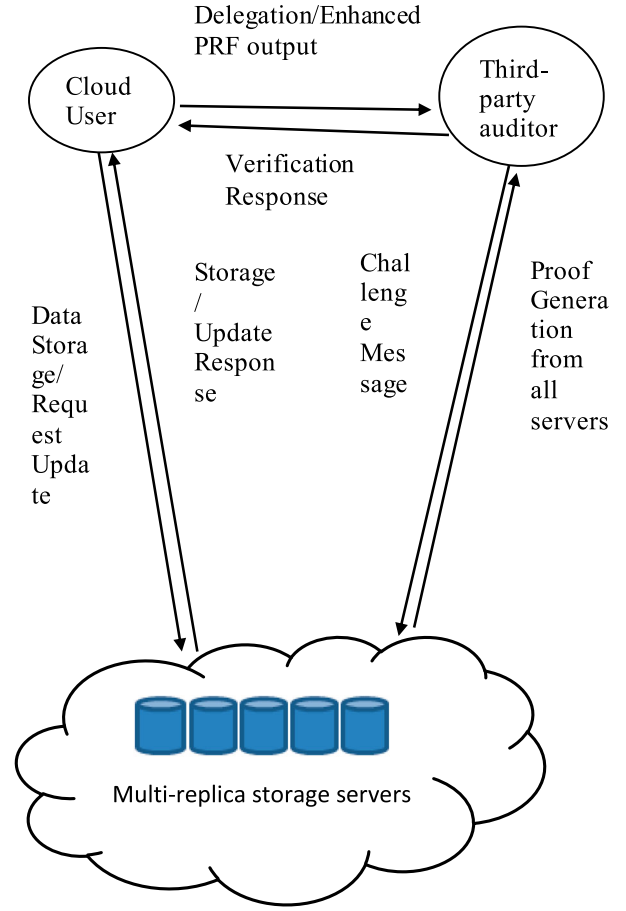 Delegation/Enhanced
PRF output
Cloud
User
Third-
party
auditor
Verification
Response
Data
Stora
ge/
Requ
est
Upda
te
Storage
/
Update
Respon
se
Chal
leng
e
Mes
sage
Proof
Genera
tion
from
all
servers
Multi-replica storage servers